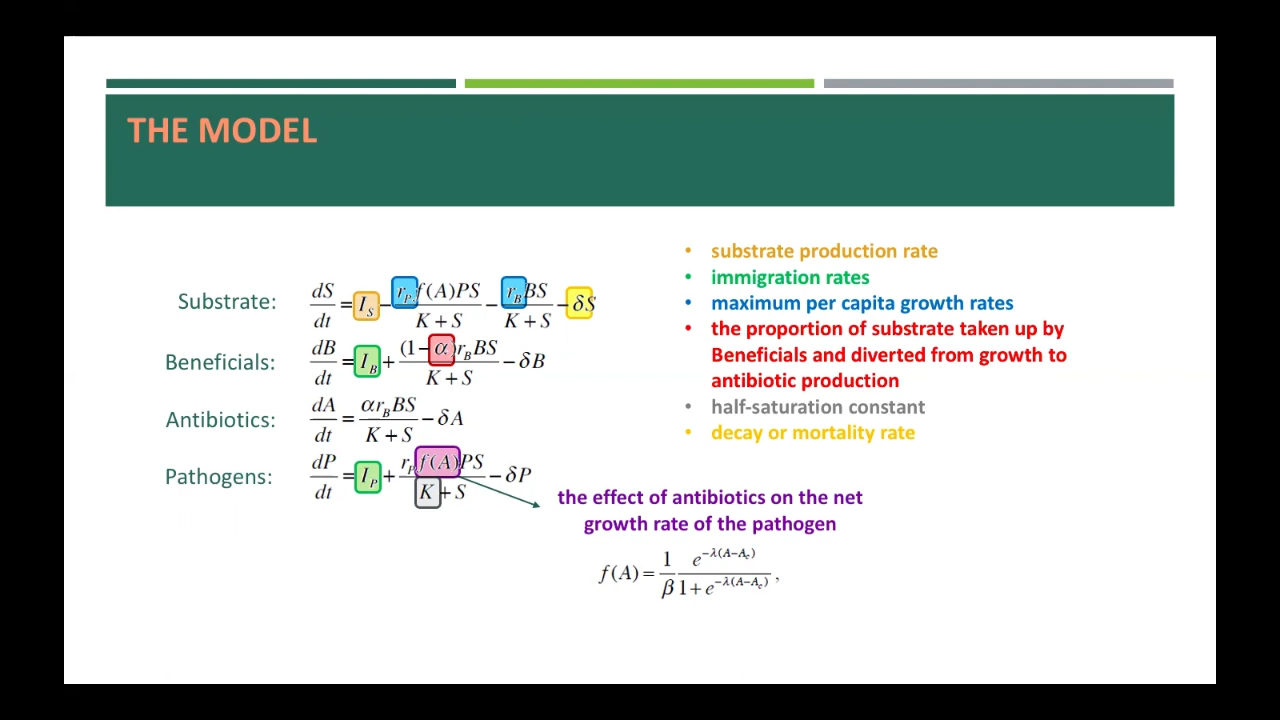 THE MODEL
Substrate: dS/dt = I_S − r_P f(A)PS/(K + S) − r_B BS/(K + S) − δS
Beneficials: dB/dt = I_B + (1−α)r_B BS/(K + S) − δB
Antibiotics: dA/dt = αr_B BS/(K + S) − δA
Pathogens: dP/dt = I_P + r_P f(A)PS/(K + S) − δP
• substrate production rate
• immigration rates
• maximum per capita growth rates
• the proportion of substrate taken up by
Beneficials and diverted from growth to
antibiotic production
• half-saturation constant
• decay or mortality rate
the effect of antibiotics on the net
growth rate of the pathogen
f(A) = 1/β e^{−λ(A−A_c)}/(1 + e^{−λ(A−A_c)}),